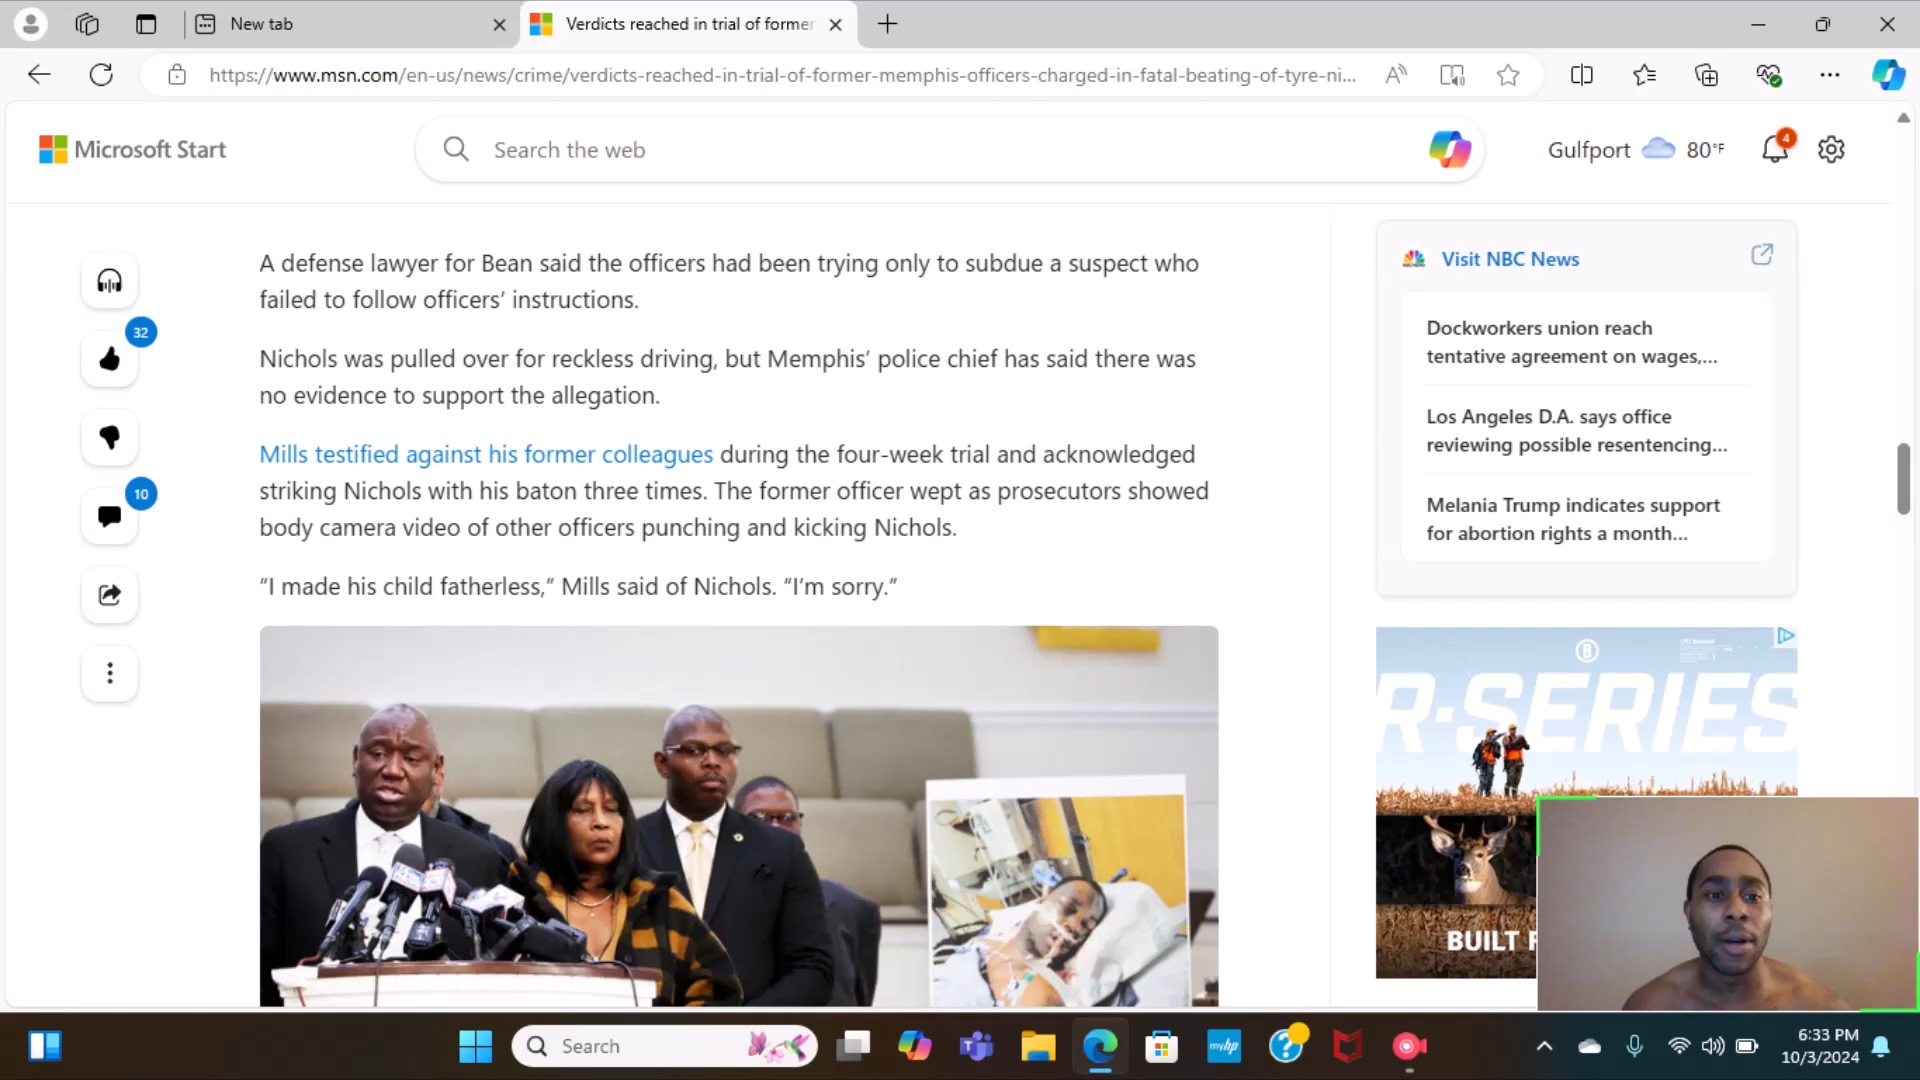 New tab
Verdicts reached in trial of former
https://www.msn.com/en-us/news/crime/verdicts-reached-in-trial-of-former-memphis-officers-charged-in-fatal-beating-of-tyre-ni...
Microsoft Start
Search the web
Gulfport 80°F
4
A defense lawyer for Bean said the officers had been trying only to subdue a suspect who
failed to follow officers’ instructions.
32
Nichols was pulled over for reckless driving, but Memphis’ police chief has said there was
no evidence to support the allegation.
Mills testified against his former colleagues during the four-week trial and acknowledged
striking Nichols with his baton three times. The former officer wept as prosecutors showed
body camera video of other officers punching and kicking Nichols.
10
“I made his child fatherless,” Mills said of Nichols. “I’m sorry.“
Visit NBC News
Dockworkers union reach
tentative agreement on wages,...
Los Angeles D.A. says office
reviewing possible resentencing...
Melania Trump indicates support
for abortion rights a month...
R·SERIES
BUILT F
Search
myhp
6:33 PM
10/3/2024